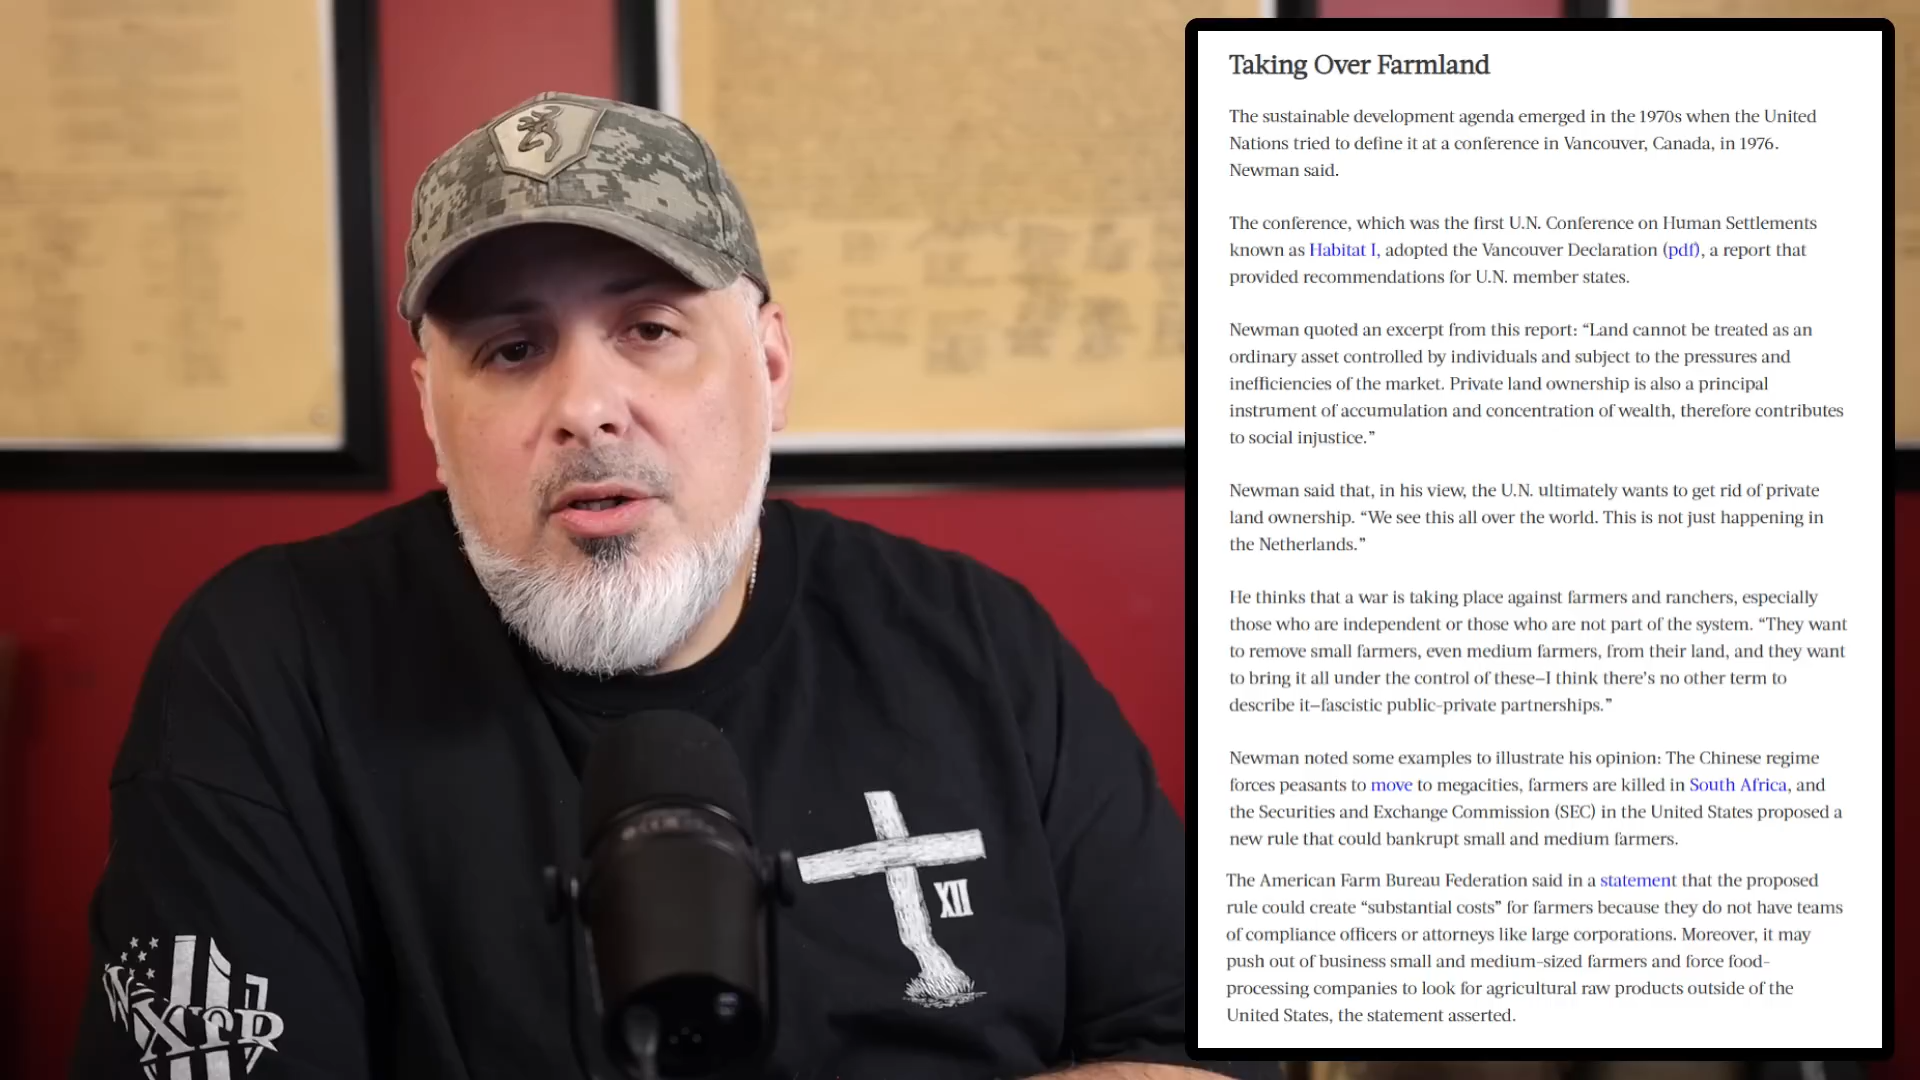 Taking Over Farmland
The sustainable development agenda emerged in the 1970s when the United
Nations tried to define it at a conference in Vancouver, Canada, in 1976.
Newman said.
The conference, which was the first U.N. Conference on Human Settlements
known as Habitat I, adopted the Vancouver Declaration (pdf), a report that
provided recommendations for U.N. member states.
Newman quoted an excerpt from this report: “Land cannot be treated as an
ordinary asset controlled by individuals and subject to the pressures and
inefficiencies of the market. Private land ownership is also a principal
instrument of accumulation and concentration of wealth, therefore contributes
to social injustice.”
Newman said that, in his view, the U.N. ultimately wants to get rid of private
land ownership. “We see this all over the world. This is not just happening in
the Netherlands.”
He thinks that a war is taking place against farmers and ranchers, especially
those who are independent or those who are not part of the system. “They want
to remove small farmers, even medium farmers, from their land, and they want
to bring it all under the control of these—I think there’s no other term to
describe it—fascistic public-private partnerships.”
Newman noted some examples to illustrate his opinion: The Chinese regime
forces peasants to move to megacities, farmers are killed in South Africa, and
the Securities and Exchange Commission (SEC) in the United States proposed a
new rule that could bankrupt small and medium farmers.
The American Farm Bureau Federation said in a statement that the proposed
rule could create “substantial costs” for farmers because they do not have teams
of compliance officers or attorneys like large corporations. Moreover, it may
push out of business small and medium-sized farmers and force food-
processing companies to look for agricultural raw products outside of the
United States, the statement asserted.
XII